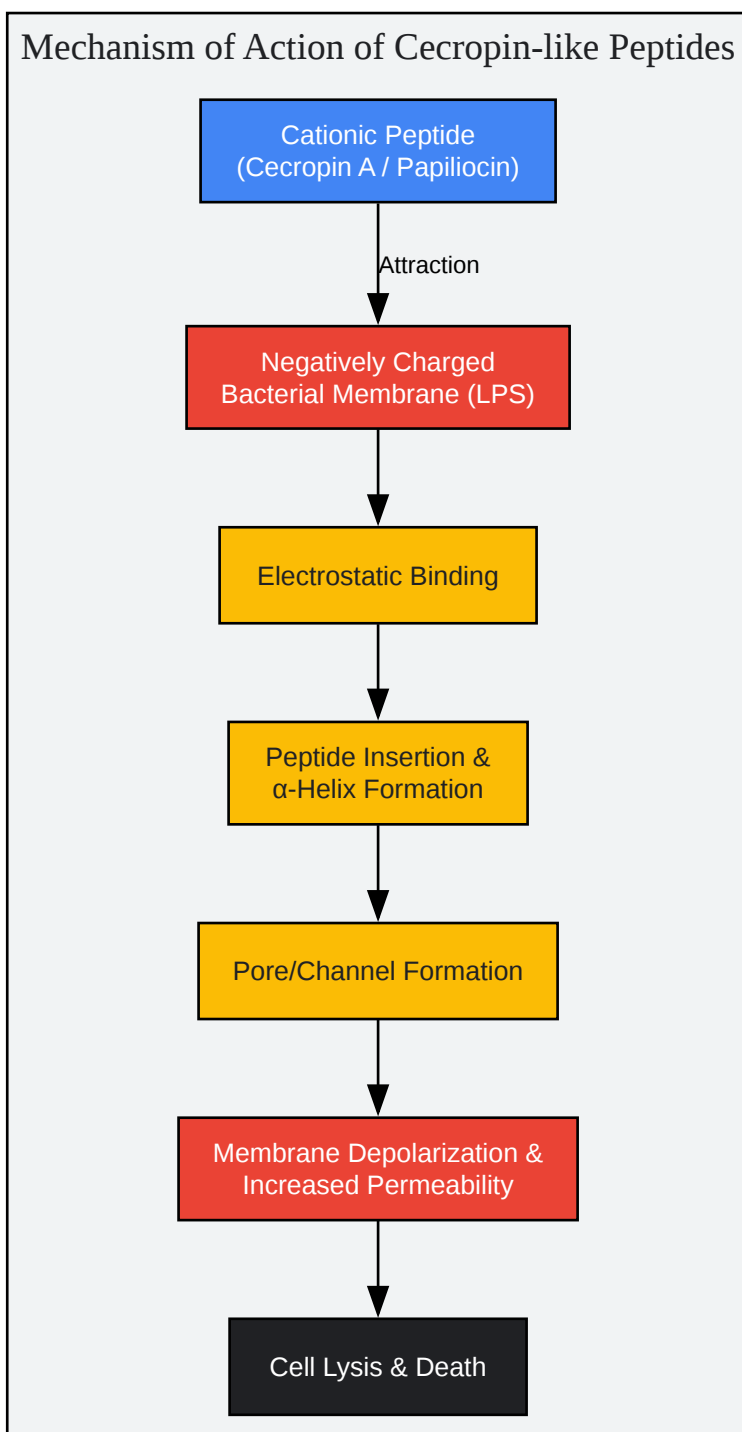 Mechanism of Action of Cecropin-like Peptides
Cationic Peptide
(Cecropin A / Papiliocin)
Attraction
Negatively Charged
Bacterial Membrane (LPS)
Electrostatic Binding
Peptide Insertion &
α-Helix Formation
Pore/Channel Formation
Membrane Depolarization &
Increased Permeability
Cell Lysis & Death